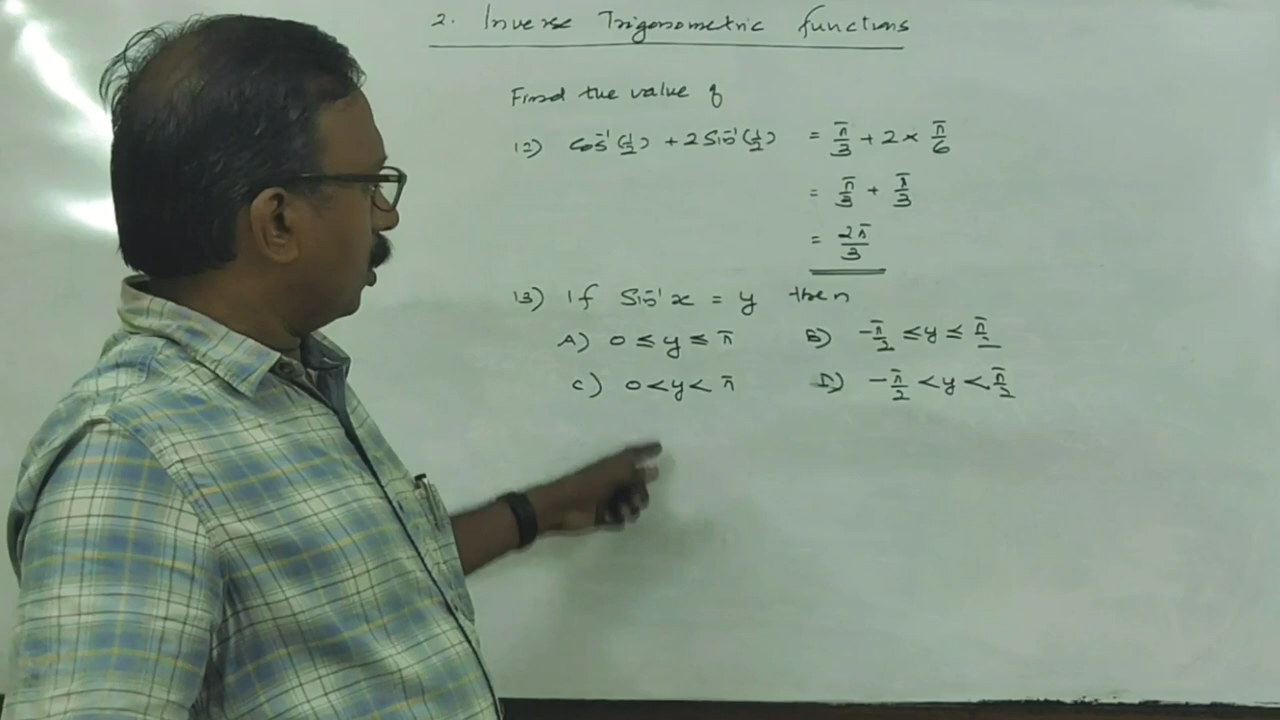 2. Inverse Trigonometric functions
Find the value of
12) Cos⁻¹(1/2) + 2 Sin⁻¹(1/2) = π/3 + 2 × π/6
= π/3 + π/3
= 2π/3
13) If Sin⁻¹ x = y then
A) 0 ≤ y ≤ π B) -π/2 ≤ y ≤ π/2
C) 0 < y < π D) -π/2 < y < π/2